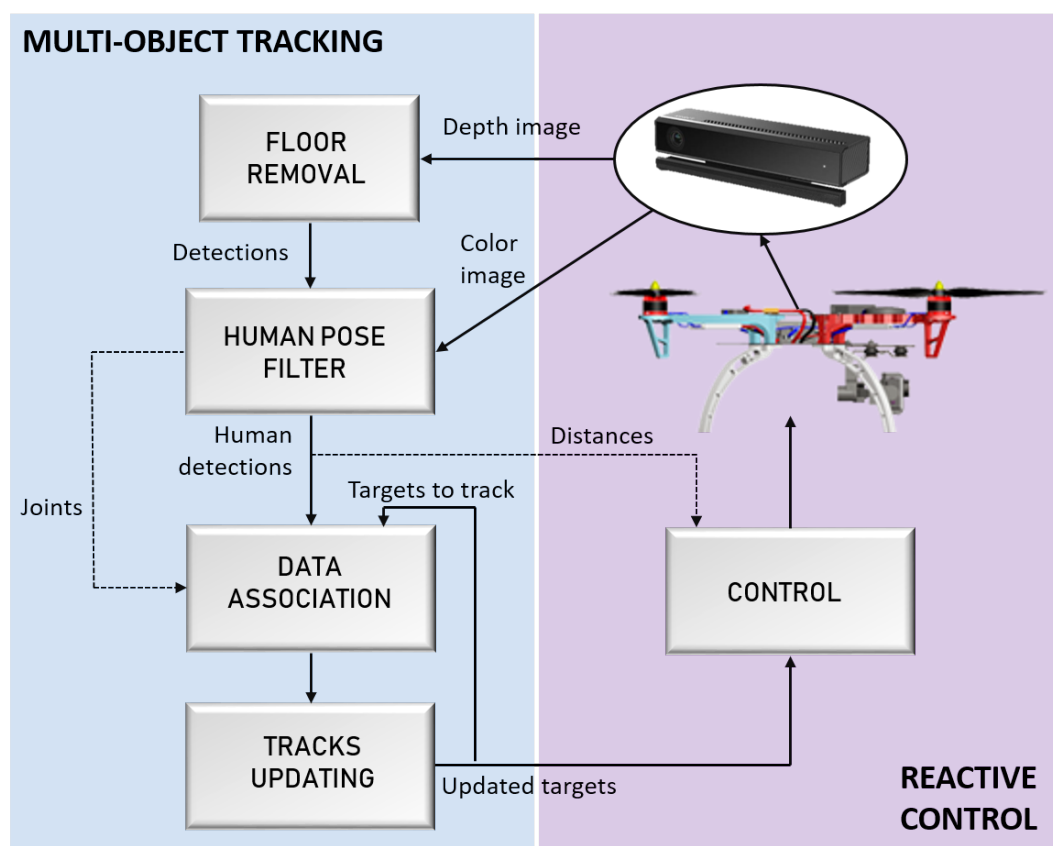 MULTI-OBJECT TRACKING
FLOOR
REMOVAL
Depth image
Detections
Color
image
HUMAN POSE
FILTER
Human
detections
Distances
Targets to track
Joints
DATA
ASSOCIATION
CONTROL
TRACKS
UPDATING
Updated targets
REACTIVE
CONTROL